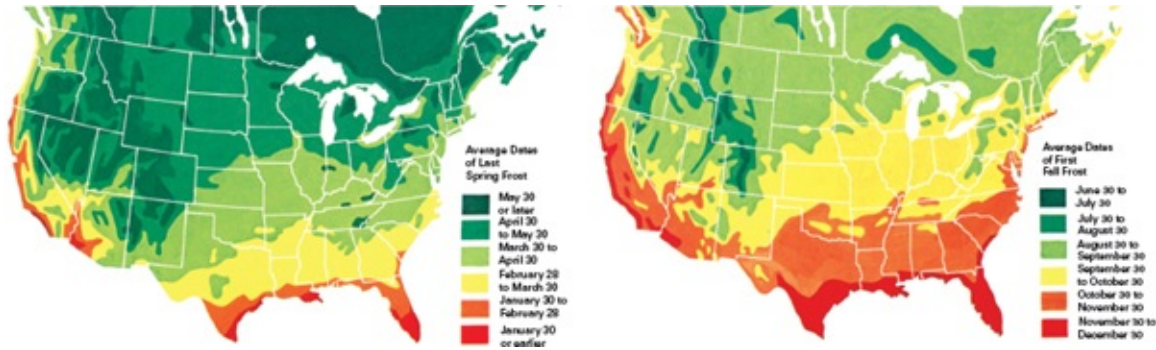 Average Dates
of Last
Spring Frost
May 30
or later
April 30
to May 30
March 30 to
April 30
February 28
to March 30
January 30 to
February 28
January 30
or earlier
Average Dates
of First
Fall Frost
June 30 to
July 30
July 30 to
August 30
August 30 to
September 30
September 30
to October 30
October 30 to
November 30
November 30 to
December 30